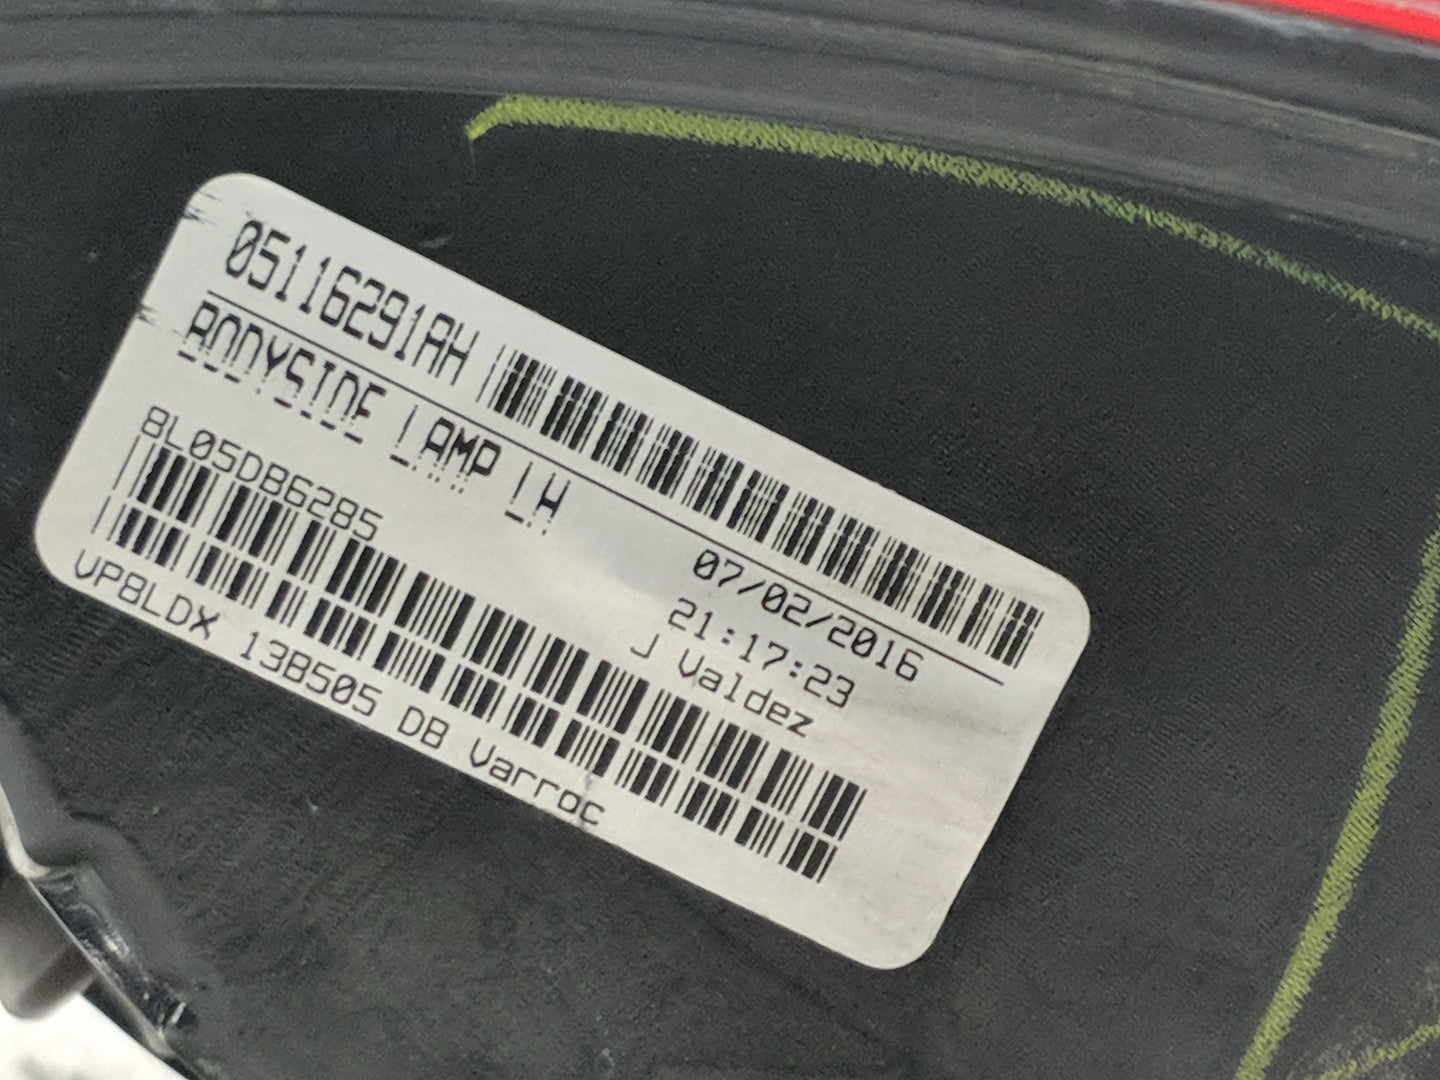 05116291AH
BODYSIDE LAMP LH
07/02/2016
21:17:23
J Valdez
8L05DB6285
VP8LDX 13B505 DB Varroc